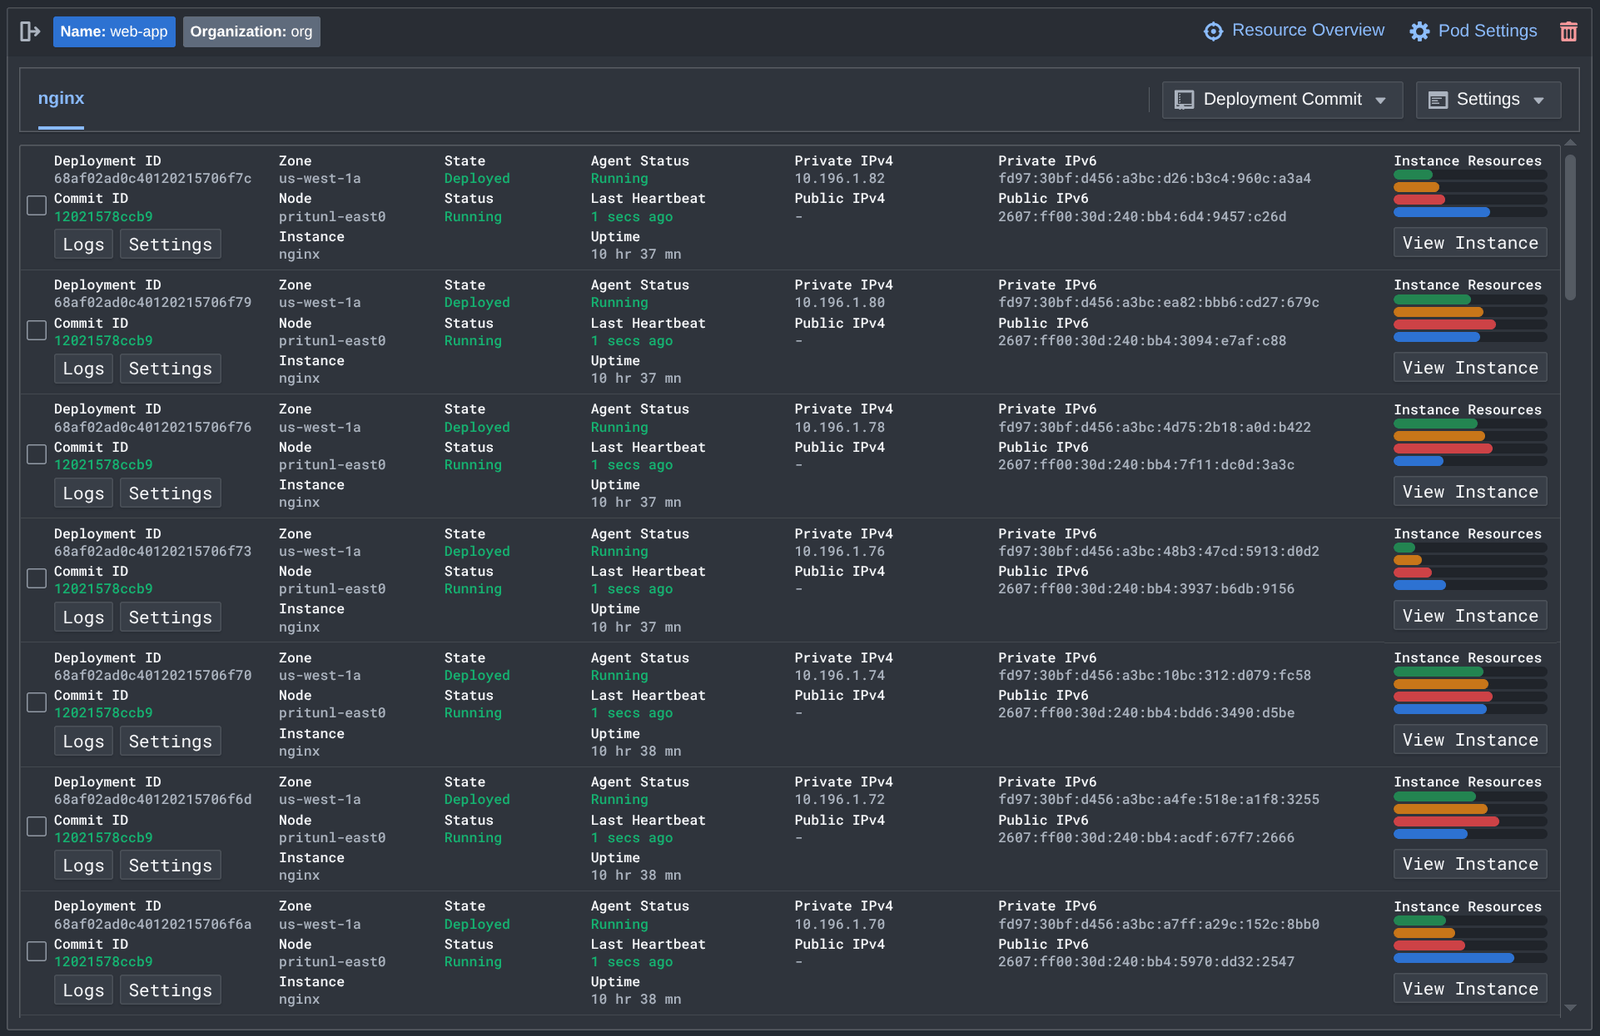 Name: web-app Organization: org Resource Overview Pod Settings
nginx Deployment Commit Settings
Deployment ID Zone State Agent Status Private IPv4 Private IPv6 Instance Resources
68af02ad0c40120215706f7c us-west-1a Deployed Running 10.196.1.82 fd97:30bf:d456:a3bc:d26:b3c4:960c:a3a4
Commit ID Node Status Last Heartbeat Public IPv4 Public IPv6
12021578ccb9 pritunl-east0 Running 1 secs ago - 2607:ff00:30d:240:bb4:6d4:9457:c26d
Logs Settings Instance Uptime View Instance
nginx 10 hr 37 mn
Deployment ID Zone State Agent Status Private IPv4 Private IPv6 Instance Resources
68af02ad0c40120215706f79 us-west-1a Deployed Running 10.196.1.80 fd97:30bf:d456:a3bc:ea82:bbb6:cd27:679c
Commit ID Node Status Last Heartbeat Public IPv4 Public IPv6
12021578ccb9 pritunl-east0 Running 1 secs ago - 2607:ff00:30d:240:bb4:3094:e7af:c88
Logs Settings Instance Uptime View Instance
nginx 10 hr 37 mn
Deployment ID Zone State Agent Status Private IPv4 Private IPv6 Instance Resources
68af02ad0c40120215706f76 us-west-1a Deployed Running 10.196.1.78 fd97:30bf:d456:a3bc:4d75:2b18:a0d:b422
Commit ID Node Status Last Heartbeat Public IPv4 Public IPv6
12021578ccb9 pritunl-east0 Running 1 secs ago - 2607:ff00:30d:240:bb4:7f11:dc0d:3a3c
Logs Settings Instance Uptime View Instance
nginx 10 hr 37 mn
Deployment ID Zone State Agent Status Private IPv4 Private IPv6 Instance Resources
68af02ad0c40120215706f73 us-west-1a Deployed Running 10.196.1.76 fd97:30bf:d456:a3bc:48b3:47cd:5913:d0d2
Commit ID Node Status Last Heartbeat Public IPv4 Public IPv6
12021578ccb9 pritunl-east0 Running 1 secs ago - 2607:ff00:30d:240:bb4:3937:b6db:9156
Logs Settings Instance Uptime View Instance
nginx 10 hr 37 mn
Deployment ID Zone State Agent Status Private IPv4 Private IPv6 Instance Resources
68af02ad0c40120215706f70 us-west-1a Deployed Running 10.196.1.74 fd97:30bf:d456:a3bc:10bc:312:d079:fc58
Commit ID Node Status Last Heartbeat Public IPv4 Public IPv6
12021578ccb9 pritunl-east0 Running 1 secs ago - 2607:ff00:30d:240:bb4:bdd6:3490:d5be
Logs Settings Instance Uptime View Instance
nginx 10 hr 38 mn
Deployment ID Zone State Agent Status Private IPv4 Private IPv6 Instance Resources
68af02ad0c40120215706f6d us-west-1a Deployed Running 10.196.1.72 fd97:30bf:d456:a3bc:a4fe:518e:a1f8:3255
Commit ID Node Status Last Heartbeat Public IPv4 Public IPv6
12021578ccb9 pritunl-east0 Running 1 secs ago - 2607:ff00:30d:240:bb4:acdf:67f7:2666
Logs Settings Instance Uptime View Instance
nginx 10 hr 38 mn
Deployment ID Zone State Agent Status Private IPv4 Private IPv6 Instance Resources
68af02ad0c40120215706f6a us-west-1a Deployed Running 10.196.1.70 fd97:30bf:d456:a3bc:a7ff:a29c:152c:8bb0
Commit ID Node Status Last Heartbeat Public IPv4 Public IPv6
12021578ccb9 pritunl-east0 Running 1 secs ago - 2607:ff00:30d:240:bb4:5970:dd32:2547
Logs Settings Instance Uptime View Instance
nginx 10 hr 38 mn